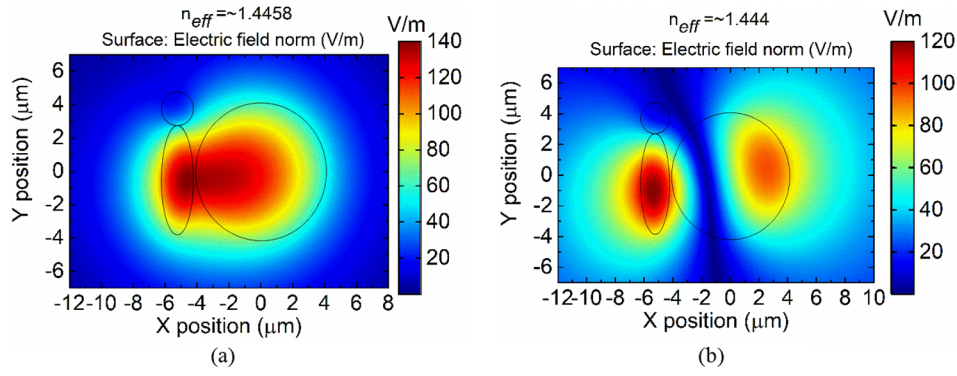 n_eff =~1.4458
Surface: Electric field norm (V/m)
V/m
140
120
100
80
60
40
20
6
4
2
0
-2
-4
-6
Y position (μm)
-12 -10 -8 -6 -4 -2 0 2 4 6 8
X position (μm)
(a)
n_eff =~1.444
Surface: Electric field norm (V/m)
V/m
120
100
80
60
40
20
6
4
2
0
-2
-4
-6
Y position (μm)
-12-10 -8 -6 -4 -2 0 2 4 6 8 10
X position (μm)
(b)